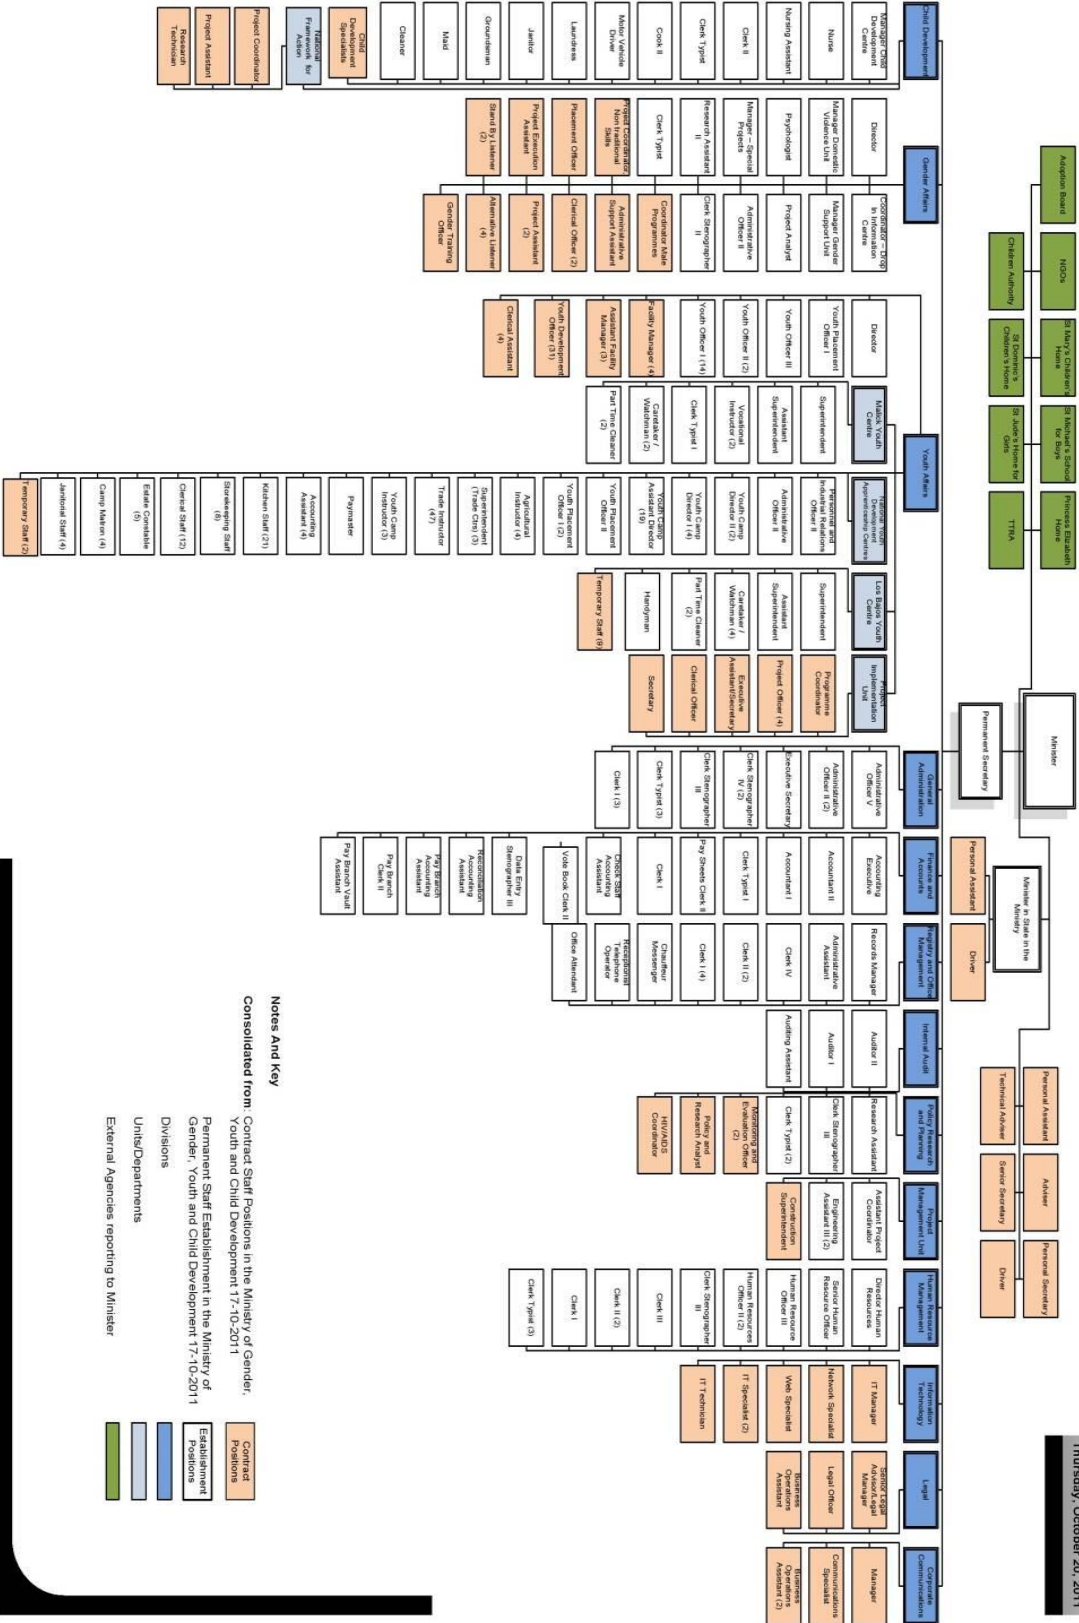 Thursday, October 20, 2011
Adoption Board
NGOs
St Mary's Children's
Home
St Michael's School
for Boys
Princess Elizabeth
Home
Children Authority
St Dominic's
Children's Home
St Jude's Home for
Girls
TTRA
Minister
Permanent Secretary
Minister in State in the
Ministry
Personal Assistant
Driver
Personal Assistant
Adviser
Personal Secretary
Technical Adviser
Senior Secretary
Driver
Child Development
Manager Child
Development
Centre
Nurse
Nursing Assistant
Clerk II
Clerk Typist
Cook II
Motor Vehicle
Driver
Laundress
Janitor
Groundsman
Maid
Cleaner
Child
Development
Specialists
National
Framework for
Action
Project Coordinator
Project Assistant
Research
Technician
Gender Affairs
Director
Manager Domestic
Violence Unit
Psychologist
Manager – Special
Projects
Research Assistant
II
Clerk Typist
Project Coordinator,
Non traditional
Skills
Placement Officer
Project Execution
Assistant
Stand By Listener
(2)
Coordinator – Drop
In Information
Centre
Manager Gender
Support Unit
Project Analyst
Administrative
Officer II
Clerk Stenographer
II
Coordinator Male
Programmes
Administrative
Support Assistant
Clerical Officer (2)
Project Assistant
(2)
Alternative Listener
(4)
Gender Training
Officer
Youth Affairs
Director
Youth Placement
Officer I
Youth Officer III
Youth Officer II (2)
Youth Officer I (14)
Facility Manager (4)
Assistant Facility
Manager (3)
Youth Development
Officer (31)
Clerical Assistant
(4)
Malick Youth
Centre
Superintendent
Assistant
Superintendent
Vocational
Instructor (2)
Clerk Typist I
Caretaker /
Watchman (2)
Part Time Cleaner
(2)
National Youth
Development
Apprenticeship Centres
Personnel and
Industrial Relations
Officer II
Administrative
Officer II
Youth Camp
Director II (2)
Youth Camp
Director I (4)
Youth Camp
Assistant Director
(19)
Youth Placement
Officer II
Youth Placement
Officer I (2)
Agricultural
Instructor (4)
Superintendent
(Trade Ctrs) (3)
Trade Instructor
(47)
Youth Camp
Instructor (3)
Paymaster
Accounting
Assistant (4)
Kitchen Staff (21)
Storekeeping Staff
(8)
Clerical Staff (12)
Estate Constable
(5)
Camp Matron (4)
Janitorial Staff (4)
Temporary Staff (2)
Los Bajos Youth
Centre
Superintendent
Assistant
Superintendent
Caretaker /
Watchman (4)
Part Time Cleaner
(2)
Handyman
Temporary Staff (9)
Project
Implementation
Unit
Programme
Coordinator
Project Officer (4)
Executive
Assistant/Secretary
Clerical Officer
Secretary
General
Administration
Administrative
Officer V
Administrative
Officer II (2)
Executive Secretary
Clerk Stenographer
IV (2)
Clerk Stenographer
III
Clerk Typist (3)
Clerk I (3)
Finance and
Accounts
Accounting
Executive
Accountant II
Accountant I
Clerk Typist I
Pay Sheets Clerk II
Clerk I
Check Staff
Accounting
Assistant
Vote Book Clerk II
Data Entry
Stenographer III
Reconciliation
Accounting
Assistant
Pay Branch
Accounting
Assistant
Pay Branch
Clerk II
Pay Branch Vault
Assistant
Registry and Office
Management
Records Manager
Administrative
Assistant
Clerk IV
Clerk II (2)
Clerk I (4)
Chauffeur
Messenger
Receptionist
Telephone
Operator
Office Attendant
Internal Audit
Auditor II
Auditor I
Auditing Assistant
Policy Research
and Planning
Research Assistant
Clerk Stenographer
III
Clerk Typist (2)
Monitoring and
Evaluation Officer
(2)
Policy and
Research Analyst
HIV/AIDS
Coordinator
Project
Management Unit
Assistant Project
Coordinator
Engineering
Assistant III (2)
Construction
Superintendent
Human Resource
Management
Director Human
Resources
Senior Human
Resource Officer
Human Resource
Officer III
Human Resources
Officer II (2)
Clerk Stenographer
III
Clerk III
Clerk II (2)
Clerk I
Clerk Typist (3)
Information
Technology
IT Manager
Network Specialist
Web Specialist
IT Specialist (2)
IT Technician
Legal
Senior Legal
Advisor/Legal
Manager
Legal Officer
Business
Operations
Assistant
Corporate
Communications
Manager
Communications
Specialist
Business
Operations
Assistant (2)
Notes And Key
Consolidated from: Contract Staff Positions in the Ministry of Gender,
Youth and Child Development 17-10-2011
Contract
Positions
Permanent Staff Establishment in the Ministry of
Gender, Youth and Child Development 17-10-2011
Establishment
Positions
Divisions
Units/Departments
External Agencies reporting to Minister